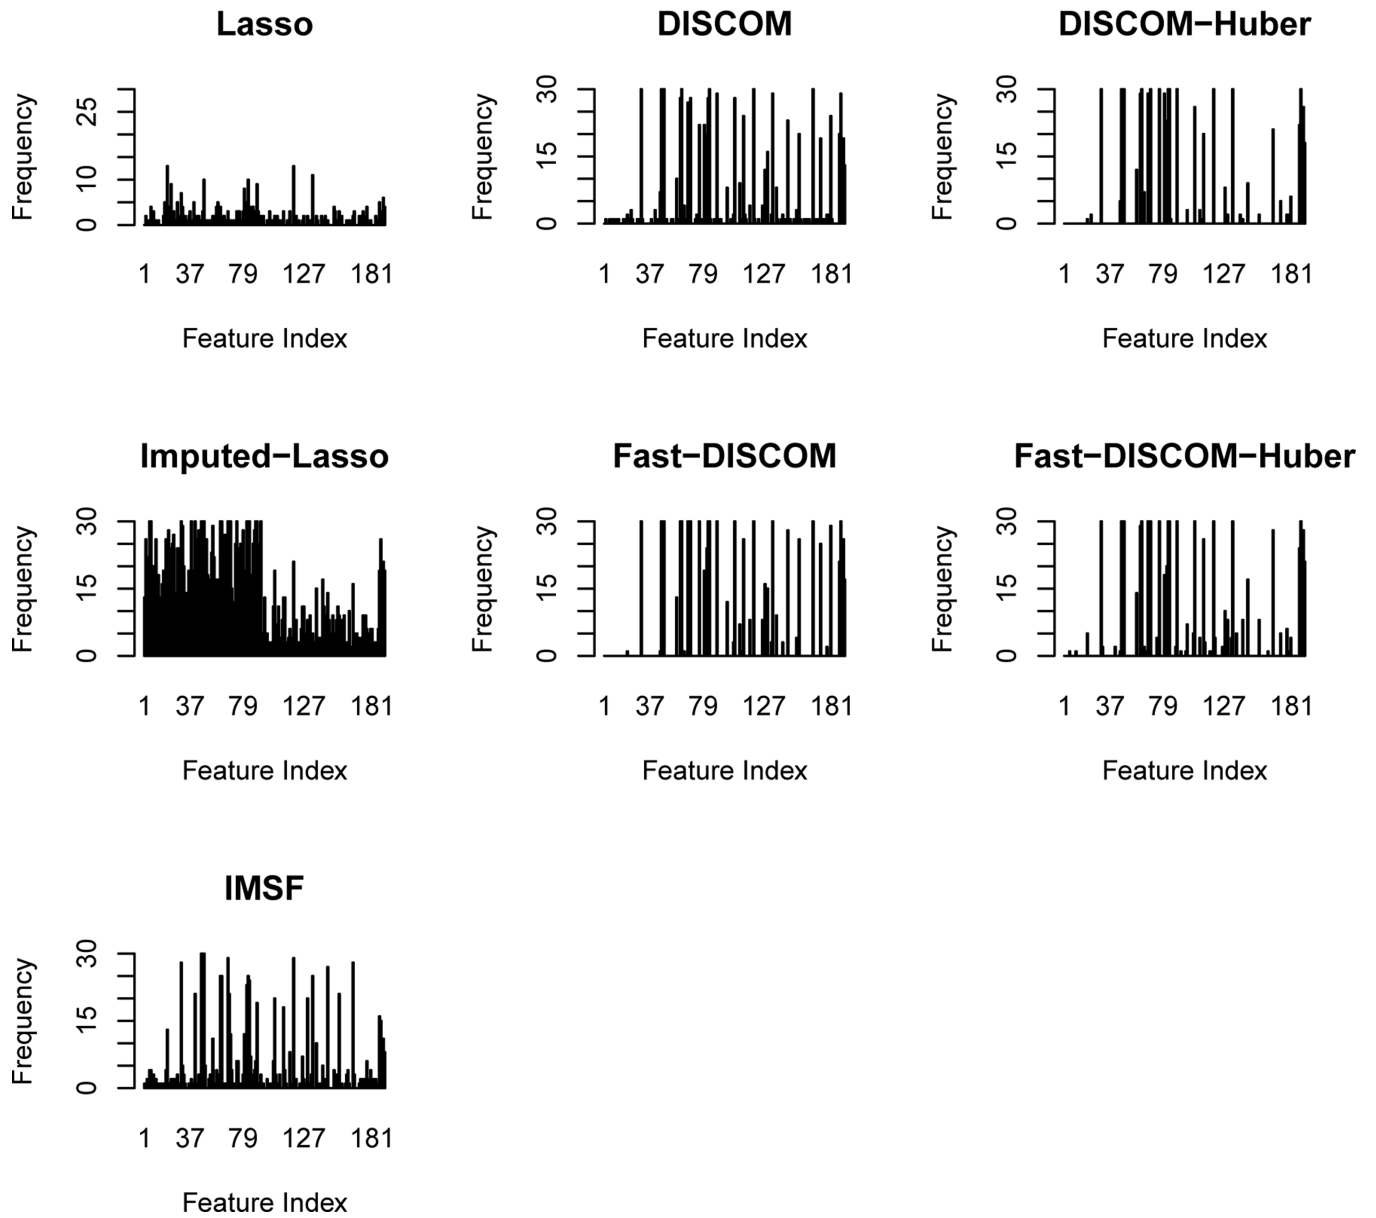 Lasso
Frequency
0 10 25
1 37 79 127 181
Feature Index
DISCOM
Frequency
0 15 30
1 37 79 127 181
Feature Index
DISCOM−Huber
Frequency
0 15 30
1 37 79 127 181
Feature Index
Imputed−Lasso
Frequency
0 15 30
1 37 79 127 181
Feature Index
Fast−DISCOM
Frequency
0 15 30
1 37 79 127 181
Feature Index
Fast−DISCOM−Huber
Frequency
0 15 30
1 37 79 127 181
Feature Index
IMSF
Frequency
0 15 30
1 37 79 127 181
Feature Index